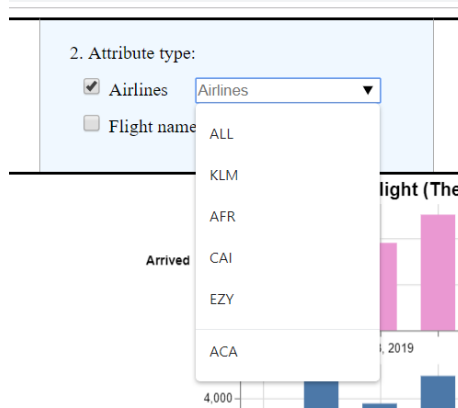 2. Attribute type:
Airlines
Airlines
Flight name
ALL
KLM
light (The
AFR
Arrived
CAI
EZY
, 2019
ACA
4,000